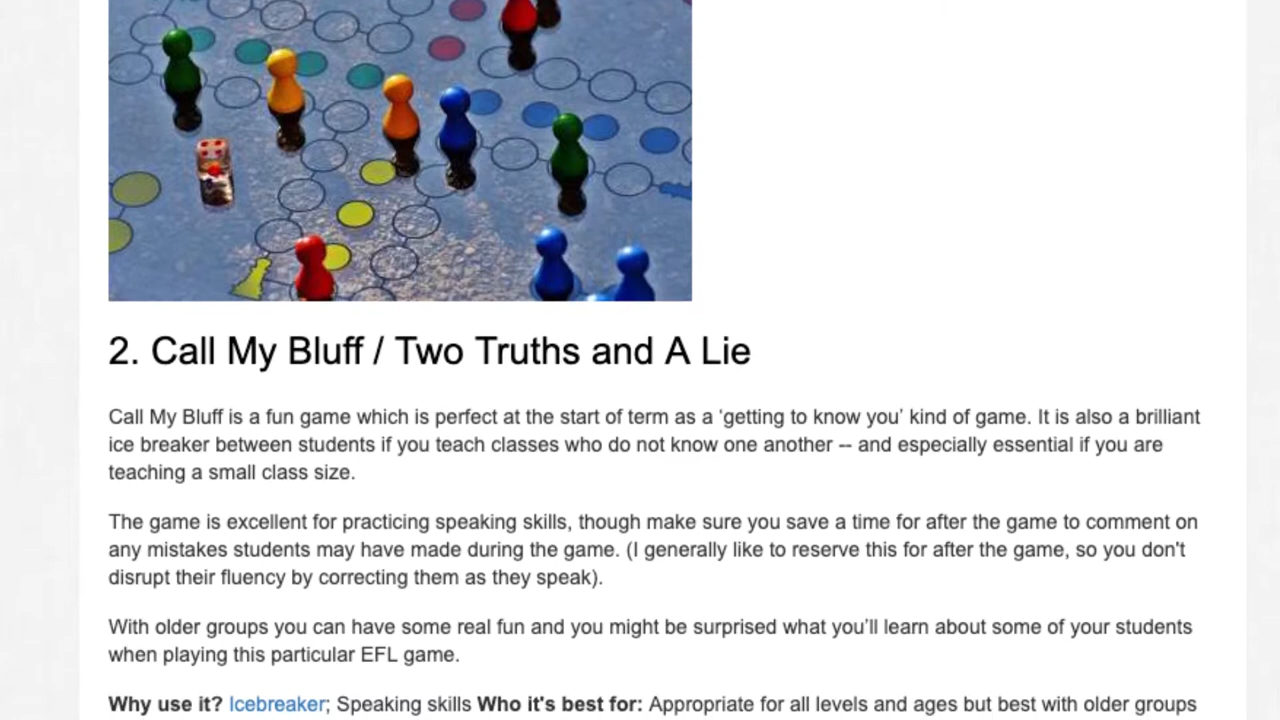 2. Call My Bluff / Two Truths and A Lie
Call My Bluff is a fun game which is perfect at the start of term as a ‘getting to know you’ kind of game. It is also a brilliant
ice breaker between students if you teach classes who do not know one another -- and especially essential if you are
teaching a small class size.
The game is excellent for practicing speaking skills, though make sure you save a time for after the game to comment on
any mistakes students may have made during the game. (I generally like to reserve this for after the game, so you don't
disrupt their fluency by correcting them as they speak).
With older groups you can have some real fun and you might be surprised what you’ll learn about some of your students
when playing this particular EFL game.
Why use it? Icebreaker; Speaking skills Who it's best for: Appropriate for all levels and ages but best with older groups